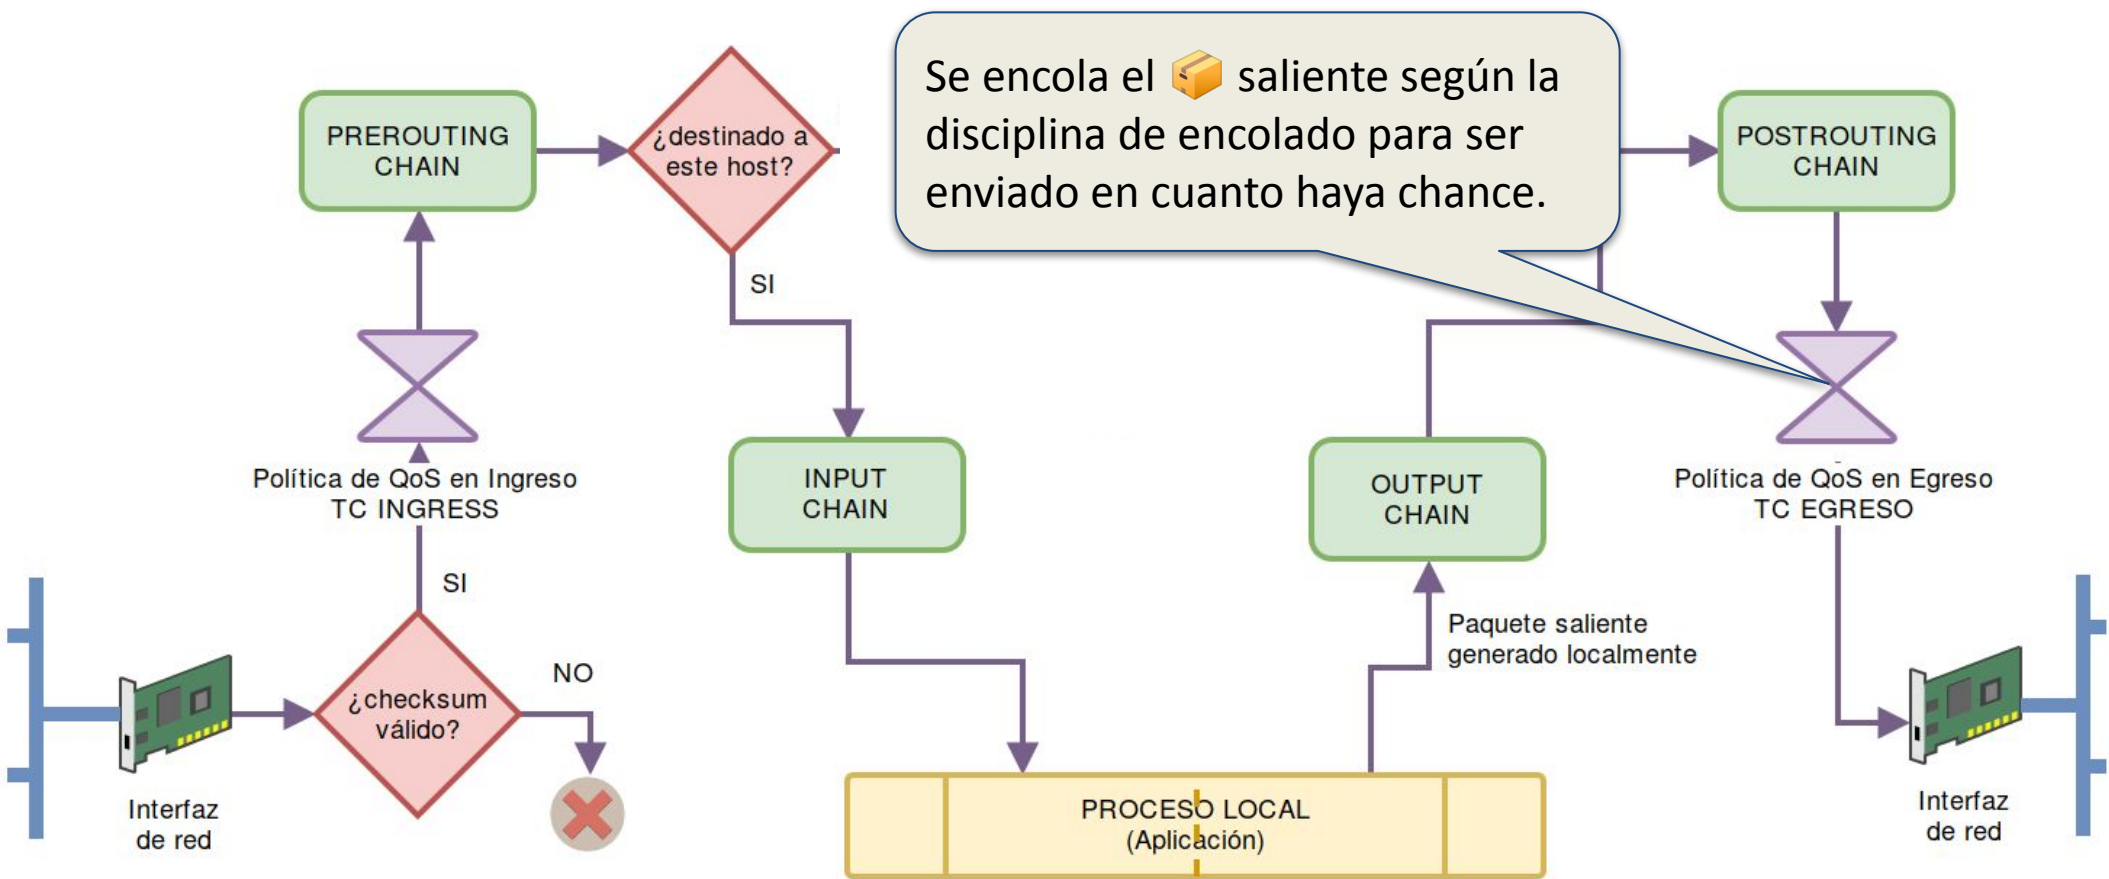 Se encola el 📦 saliente según la
disciplina de encolado para ser
enviado en cuanto haya chance.
PREROUTING
CHAIN
¿destinado a
este host?
POSTROUTING
CHAIN
SI
Política de QoS en Ingreso
TC INGRESS
INPUT
CHAIN
OUTPUT
CHAIN
Política de QoS en Egreso
TC EGRESO
SI
NO
¿checksum
válido?
Paquete saliente
generado localmente
Interfaz
de red
PROCESO LOCAL
(Aplicación)
Interfaz
de red